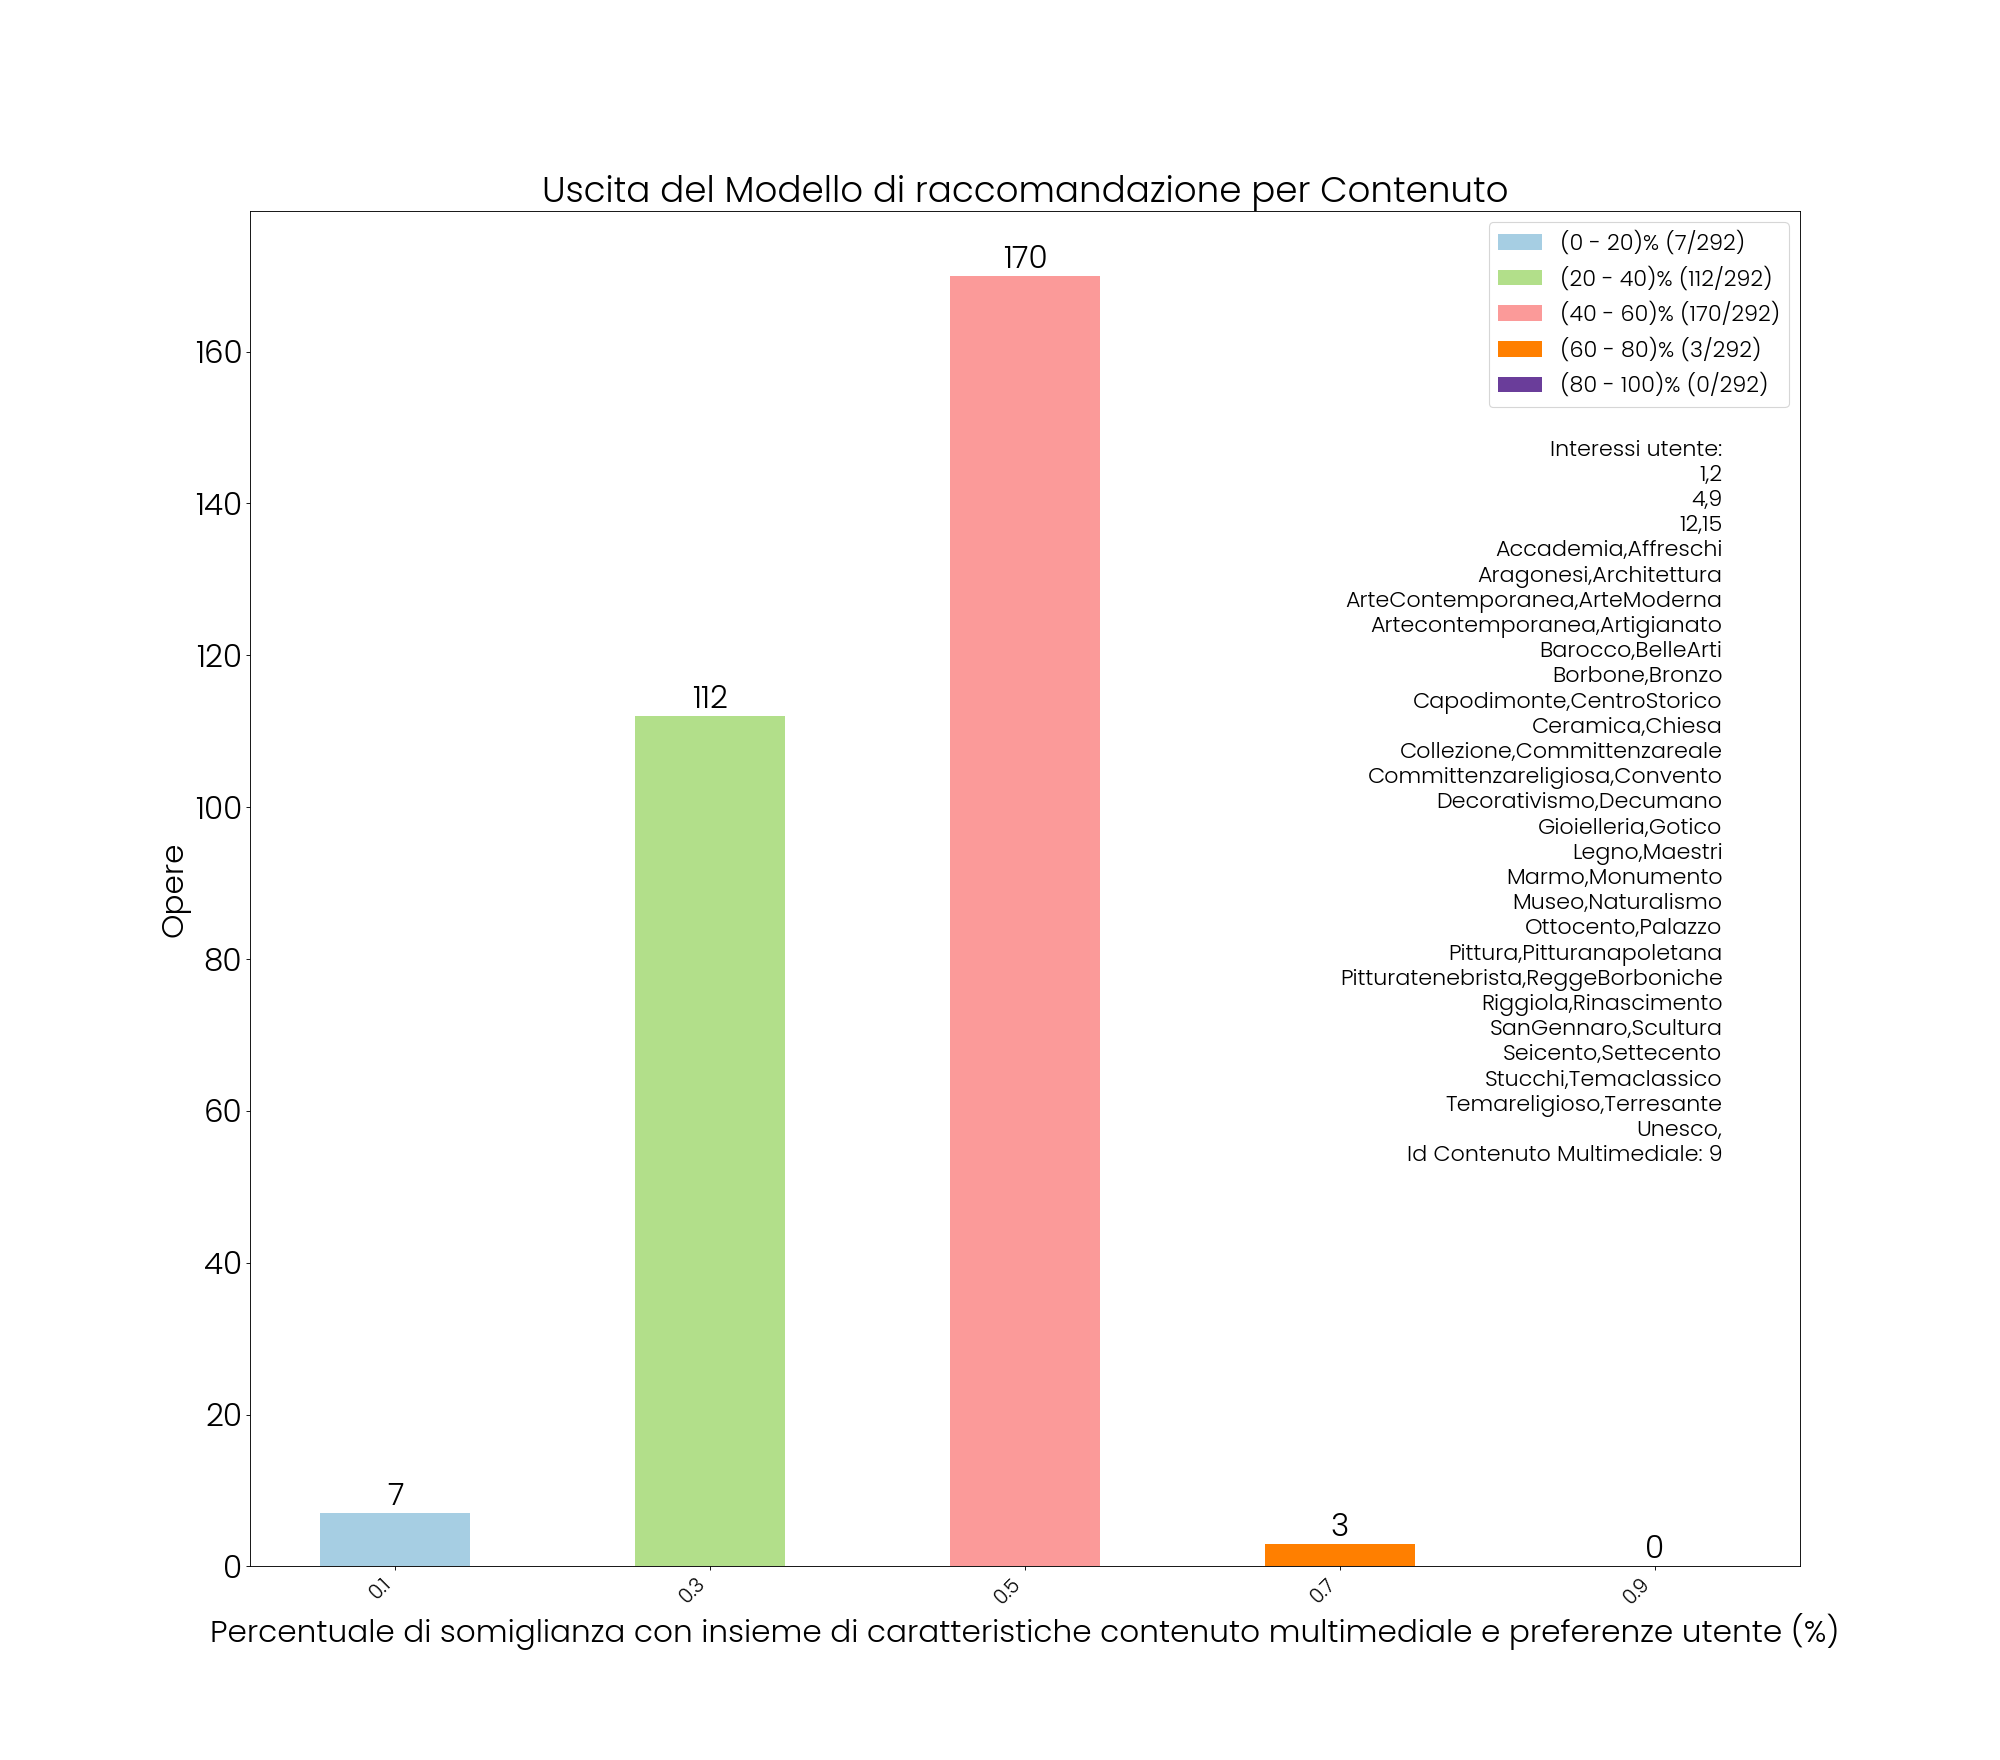 Uscita del Modello di raccomandazione per Contenuto
(0 - 20)% (7/292)
(20 - 40)% (112/292)
(40 - 60)% (170/292)
(60 - 80)% (3/292)
(80 - 100)% (0/292)
Interessi utente:
1,2
4,9
12,15
Accademia,Affreschi
Aragonesi,Architettura
ArteContemporanea,ArteModerna
Artecontemporanea,Artigianato
Barocco,BelleArti
Borbone,Bronzo
Capodimonte,CentroStorico
Ceramica,Chiesa
Collezione,Committenzareale
Committenzareligiosa,Convento
Decorativismo,Decumano
Gioielleria,Gotico
Legno,Maestri
Marmo,Monumento
Museo,Naturalismo
Ottocento,Palazzo
Pittura,Pitturanapoletana
Pitturatenebrista,ReggeBorboniche
Riggiola,Rinascimento
SanGennaro,Scultura
Seicento,Settecento
Stucchi,Temaclassico
Temareligioso,Terresante
Unesco,
Id Contenuto Multimediale: 9
Opere
160
140
120
100
80
60
40
20
0
7
112
170
3
0
0.1
0.3
0.5
0.7
0.9
Percentuale di somiglianza con insieme di caratteristiche contenuto multimediale e preferenze utente (%)